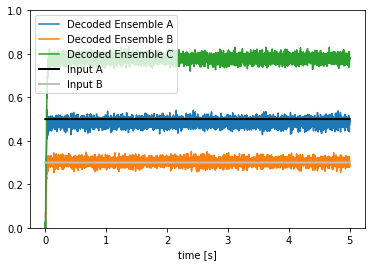 1.0
0.8
0.6
0.4
0.2
0.0
Decoded Ensemble A
Decoded Ensemble B
Decoded Ensemble C
Input A
Input B
0 1 2 3 4 5
time [s]